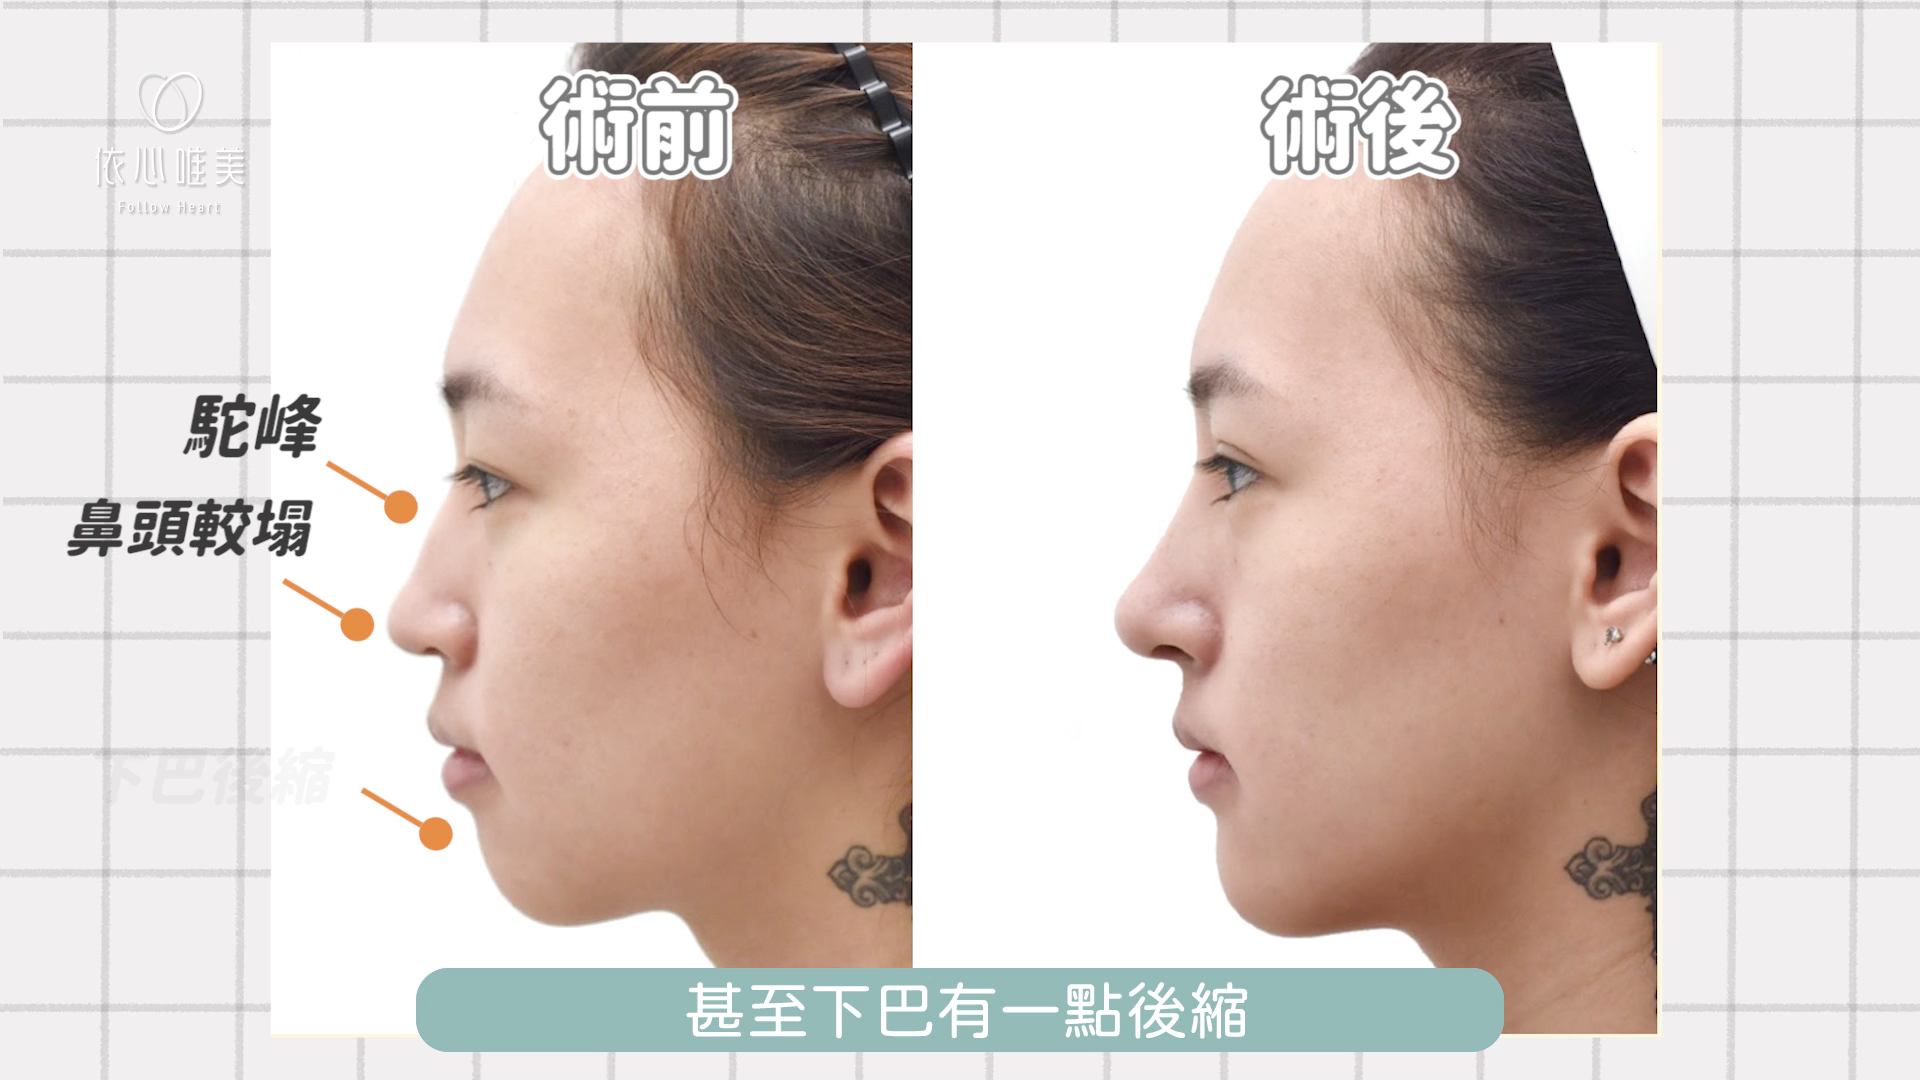 依心唯美
Follow Heart
術前
術後
駝峰
鼻頭較塌
下巴後縮
甚至下巴有一點後縮